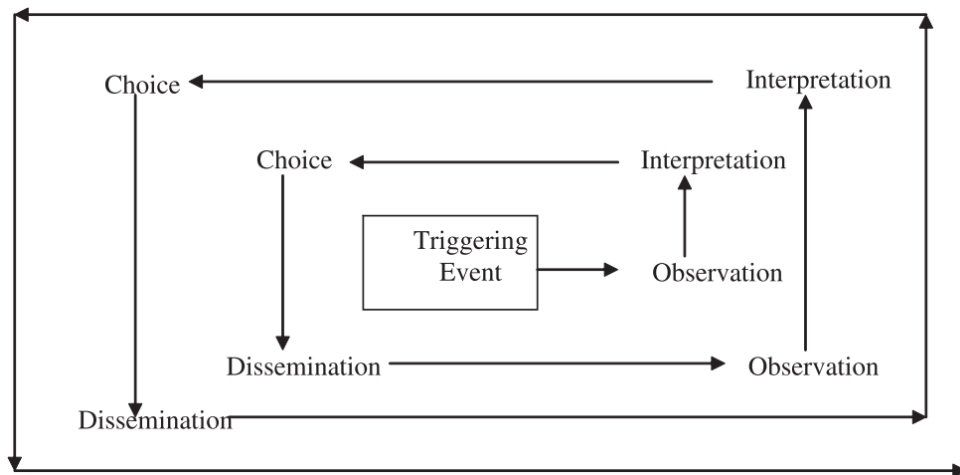 Choice
Interpretation
Choice
Interpretation
Triggering
Event
Observation
Dissemination
Observation
Dissemination